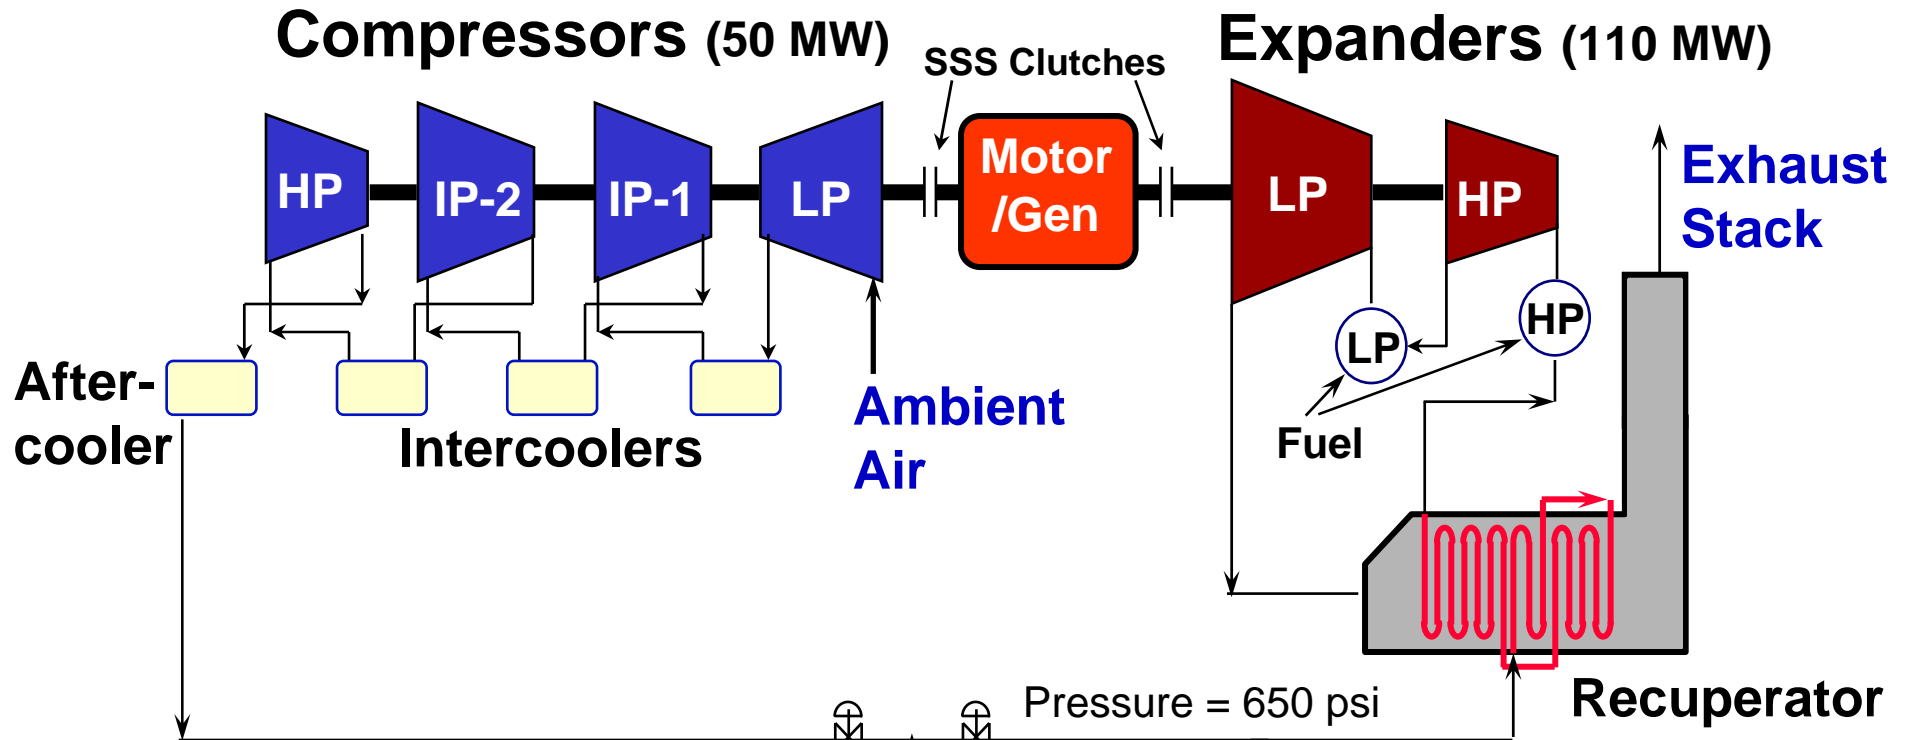 Compressors (50 MW)
SSS Clutches
Expanders (110 MW)
HP
IP-2
IP-1
LP
Motor
/Gen
LP
HP
Exhaust
Stack
LP
HP
After-
cooler
Intercoolers
Ambient
Air
Fuel
Pressure = 650 psi
Recuperator